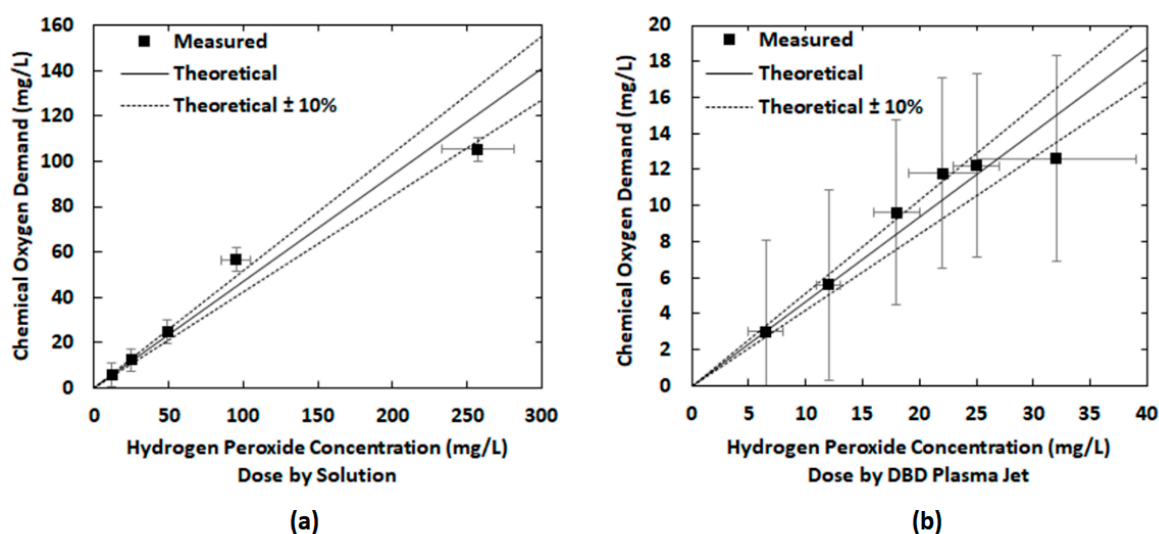 160
140
120
100
80
60
40
20
0
Chemical Oxygen Demand (mg/L)
Measured
Theoretical
Theoretical ± 10%
0 50 100 150 200 250 300
Hydrogen Peroxide Concentration (mg/L)
Dose by Solution
(a)
20
18
16
14
12
10
8
6
4
2
0
Chemical Oxygen Demand (mg/L)
Measured
Theoretical
Theoretical ± 10%
0 5 10 15 20 25 30 35 40
Hydrogen Peroxide Concentration (mg/L)
Dose by DBD Plasma Jet
(b)